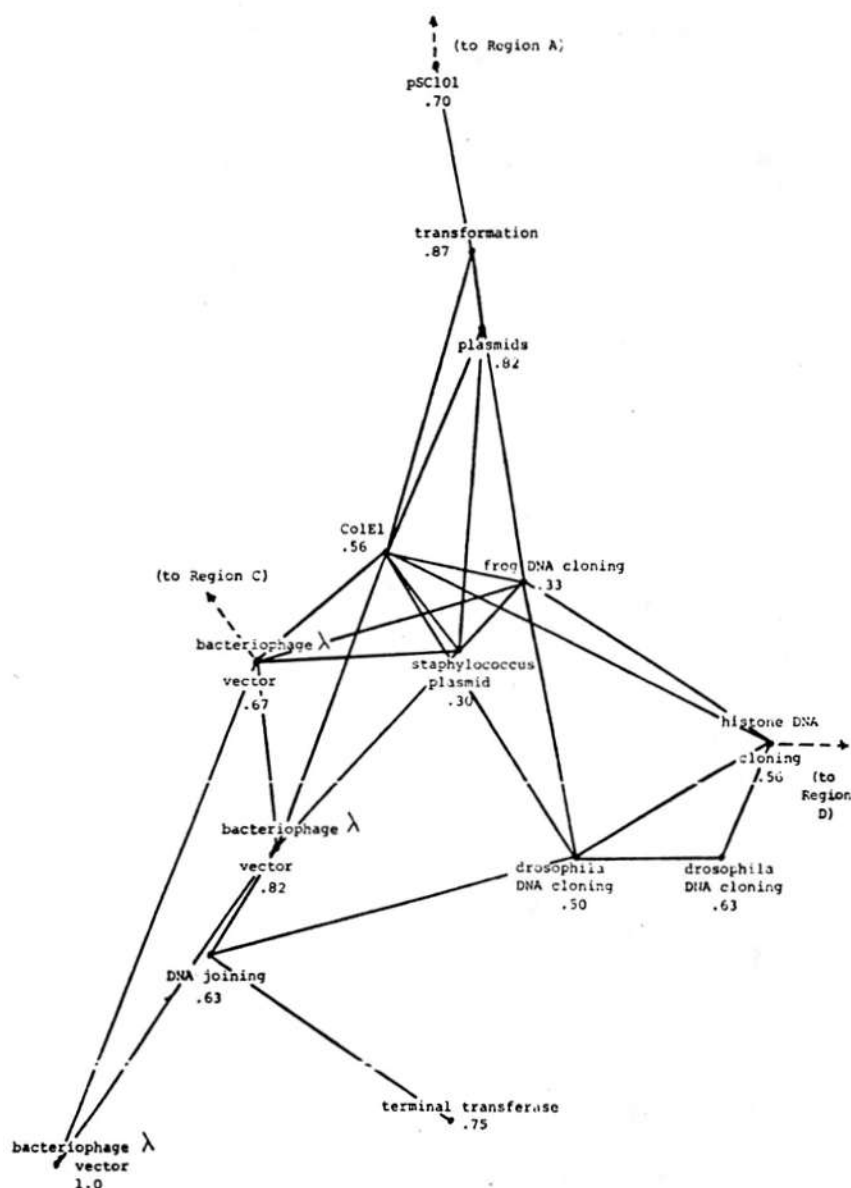 (to Region A)
pSC101
.70
transformation
.87
plasmids
.82
ColE1
.56
frog DNA cloning
.33
(to Region C)
bacteriophage λ
vector
.67
staphylococcus
plasmid
.30
histone DNA
cloning
.56
(to
Region
D)
bacteriophage λ
vector
.82
drosophila
DNA cloning
.50
drosophila
DNA cloning
.63
DNA joining
.63
terminal transferase
.75
bacteriophage λ
vector
1.0